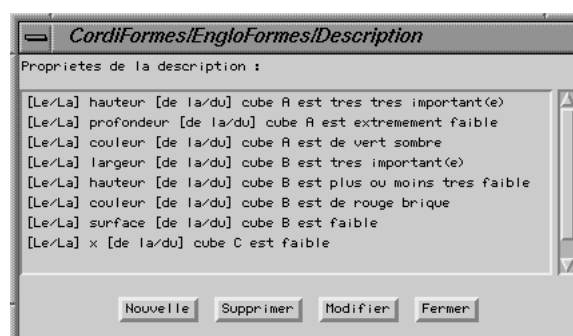 CordiFormes/EngloFormes/Description
Proprietes de la description :
[Le/La] hauteur [de la/du] cube A est tres tres important(e)
[Le/La] profondeur [de la/du] cube A est extremement faible
[Le/La] couleur [de la/du] cube A est de vert sombre
[Le/La] largeur [de la/du] cube B est tres important(e)
[Le/La] hauteur [de la/du] cube B est plus ou moins tres faible
[Le/La] couleur [de la/du] cube B est de rouge brique
[Le/La] surface [de la/du] cube B est faible
[Le/La] x [de la/du] cube C est faible
Nouvelle Supprimer Modifier Fermer